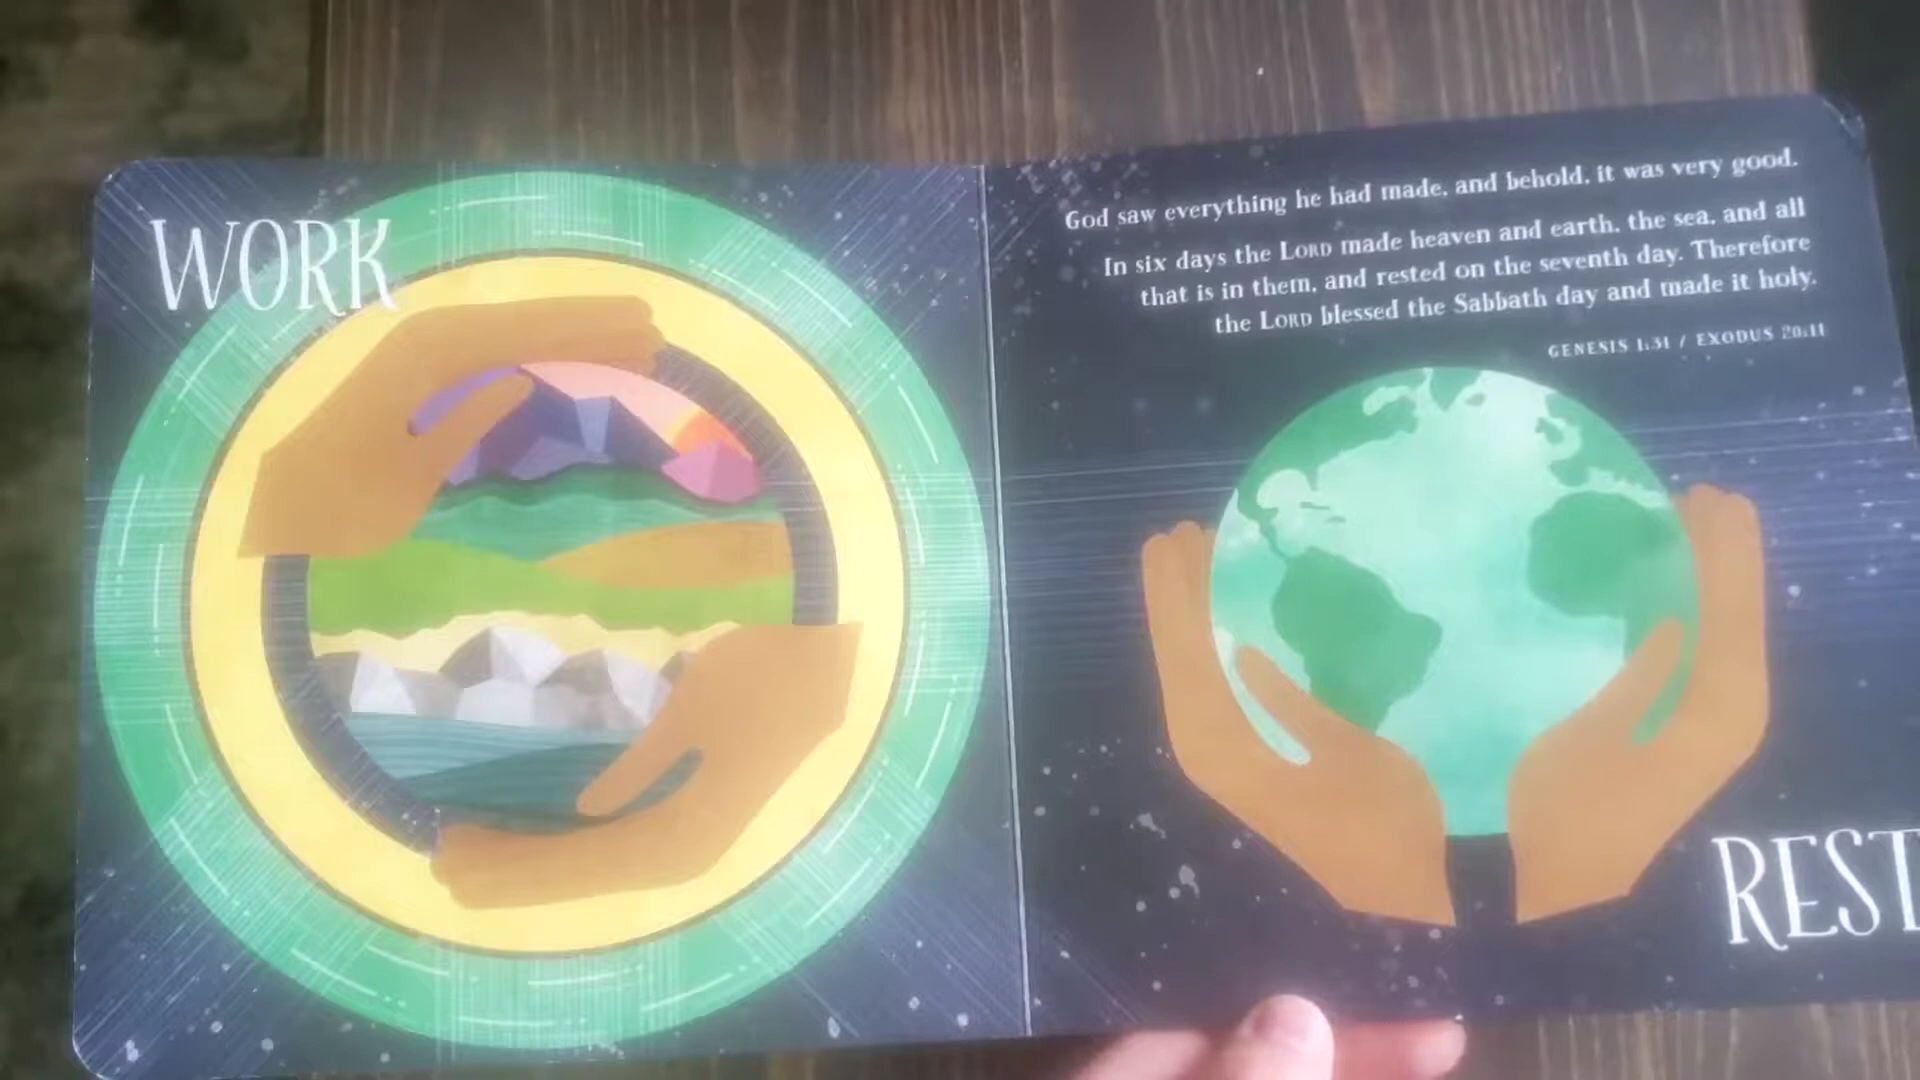 WORK
God saw everything he had made, and behold, it was very good.
In six days the LORD made heaven and earth, the sea, and all
that is in them, and rested on the seventh day. Therefore
the LORD blessed the Sabbath day and made it holy.
GENESIS 1:31 / EXODUS 20:11
REST